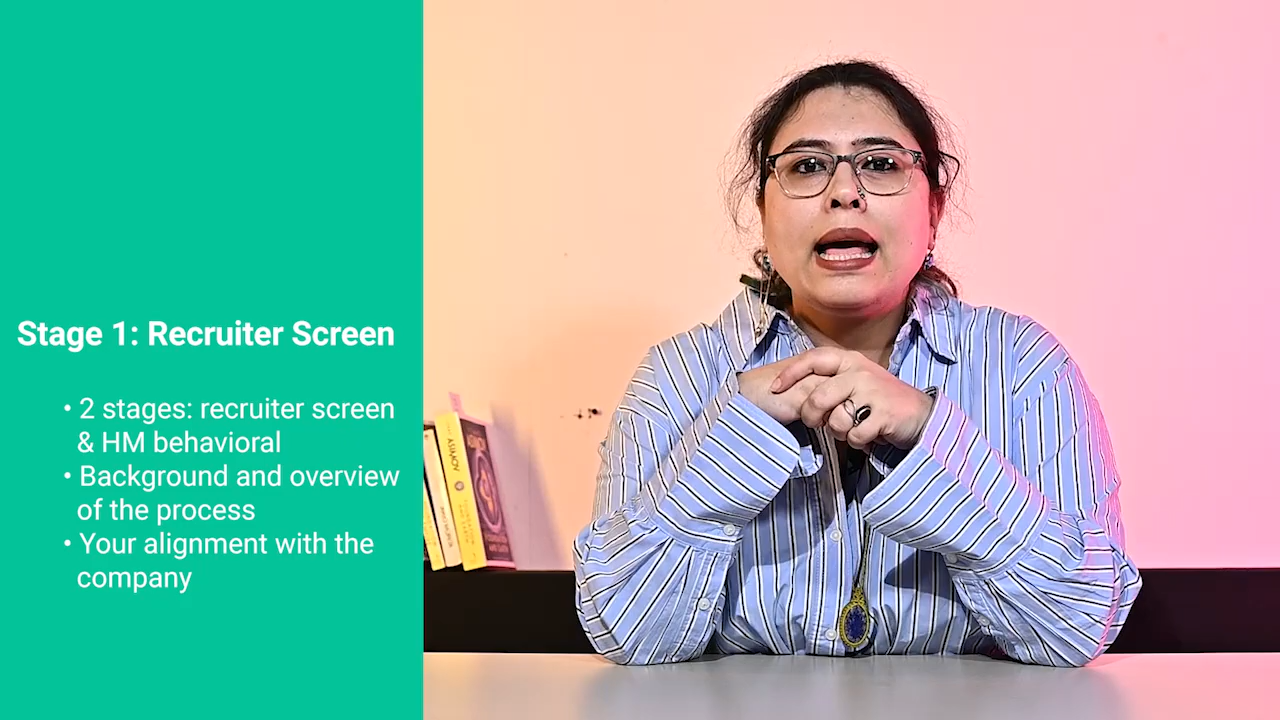 Stage 1: Recruiter Screen
• 2 stages: recruiter screen
& HM behavioral
• Background and overview
of the process
• Your alignment with the
company
ASIMOV